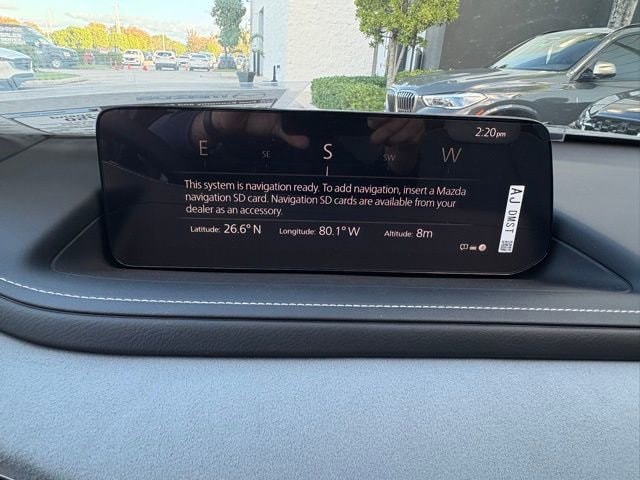 2:20pm
E SE S SW W
This system is navigation ready. To add navigation, insert a Mazda
navigation SD card. Navigation SD cards are available from your
dealer as an accessory.
Latitude: 26.6° N Longitude: 80.1° W Altitude: 8m
AJ DMST